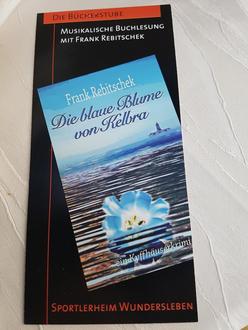 Die Bücherstube
Musikalische Buchlesung
mit Frank Rebitschek
Frank Rebitschek
Die blaue Blume
von Kelbra
ein Kyffhäuserkrimi
Sportlerheim Wundersleben